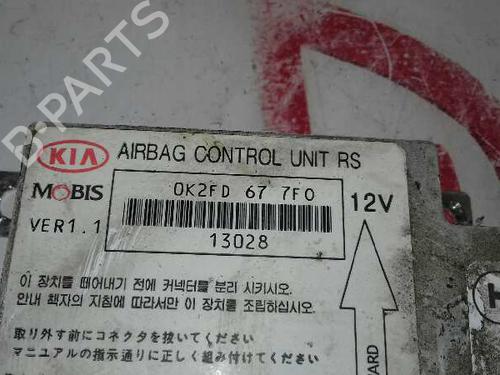 B-PARTS
KIA AIRBAG CONTROL UNIT RS
MOBIS 0K2FD 67 7F0 12V
VER1.1 13028
이 장치를 떼어내기 전에 커넥터를 분리 시키시오.
안내 책자의 지침에 따라서만 이 장치를 조립하십시오.
取り外す前にコネクタを抜いてください
マニュアルの指示通りに正しく組み付けてください
ARD
H